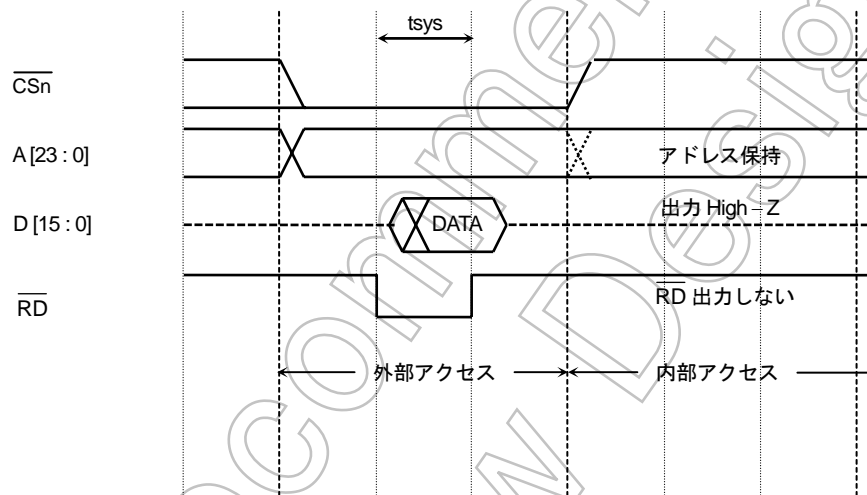 tsys
CSn
A [23 : 0]
アドレス保持
D [15 : 0]
DATA
出力 High – Z
RD
RD 出力しない
外部アクセス
内部アクセス